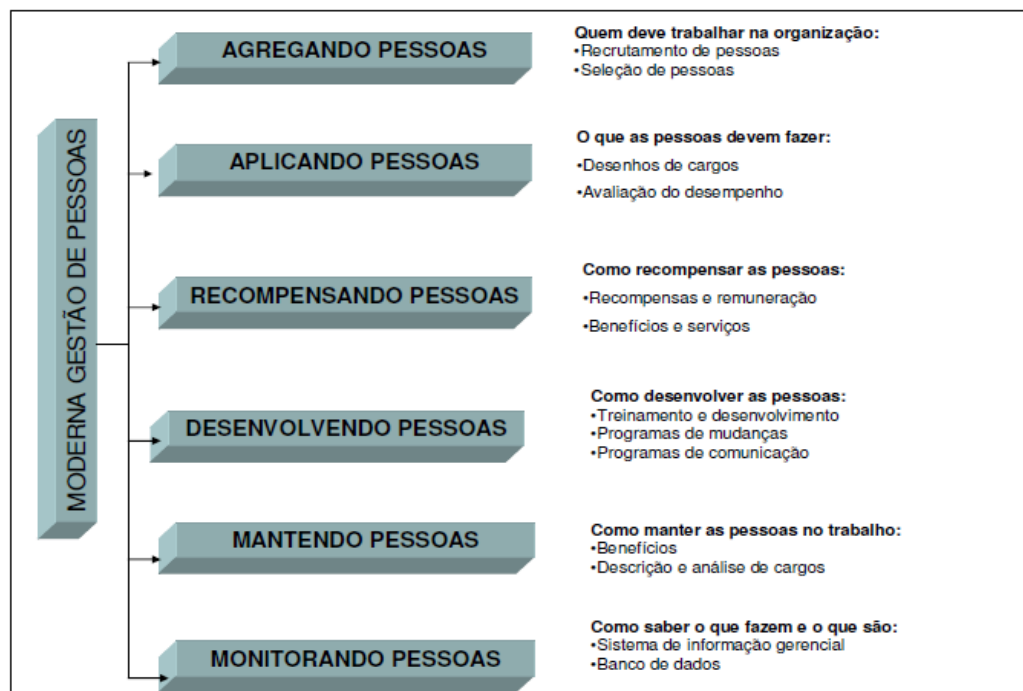 MODERNA GESTÃO DE PESSOAS
AGREGANDO PESSOAS
Quem deve trabalhar na organização:
•Recrutamento de pessoas
•Seleção de pessoas
APLICANDO PESSOAS
O que as pessoas devem fazer:
•Desenhos de cargos
•Avaliação do desempenho
RECOMPENSANDO PESSOAS
Como recompensar as pessoas:
•Recompensas e remuneração
•Benefícios e serviços
DESENVOLVENDO PESSOAS
Como desenvolver as pessoas:
•Treinamento e desenvolvimento
•Programas de mudanças
•Programas de comunicação
MANTENDO PESSOAS
Como manter as pessoas no trabalho:
•Benefícios
•Descrição e análise de cargos
MONITORANDO PESSOAS
Como saber o que fazem e o que são:
•Sistema de informação gerencial
•Banco de dados